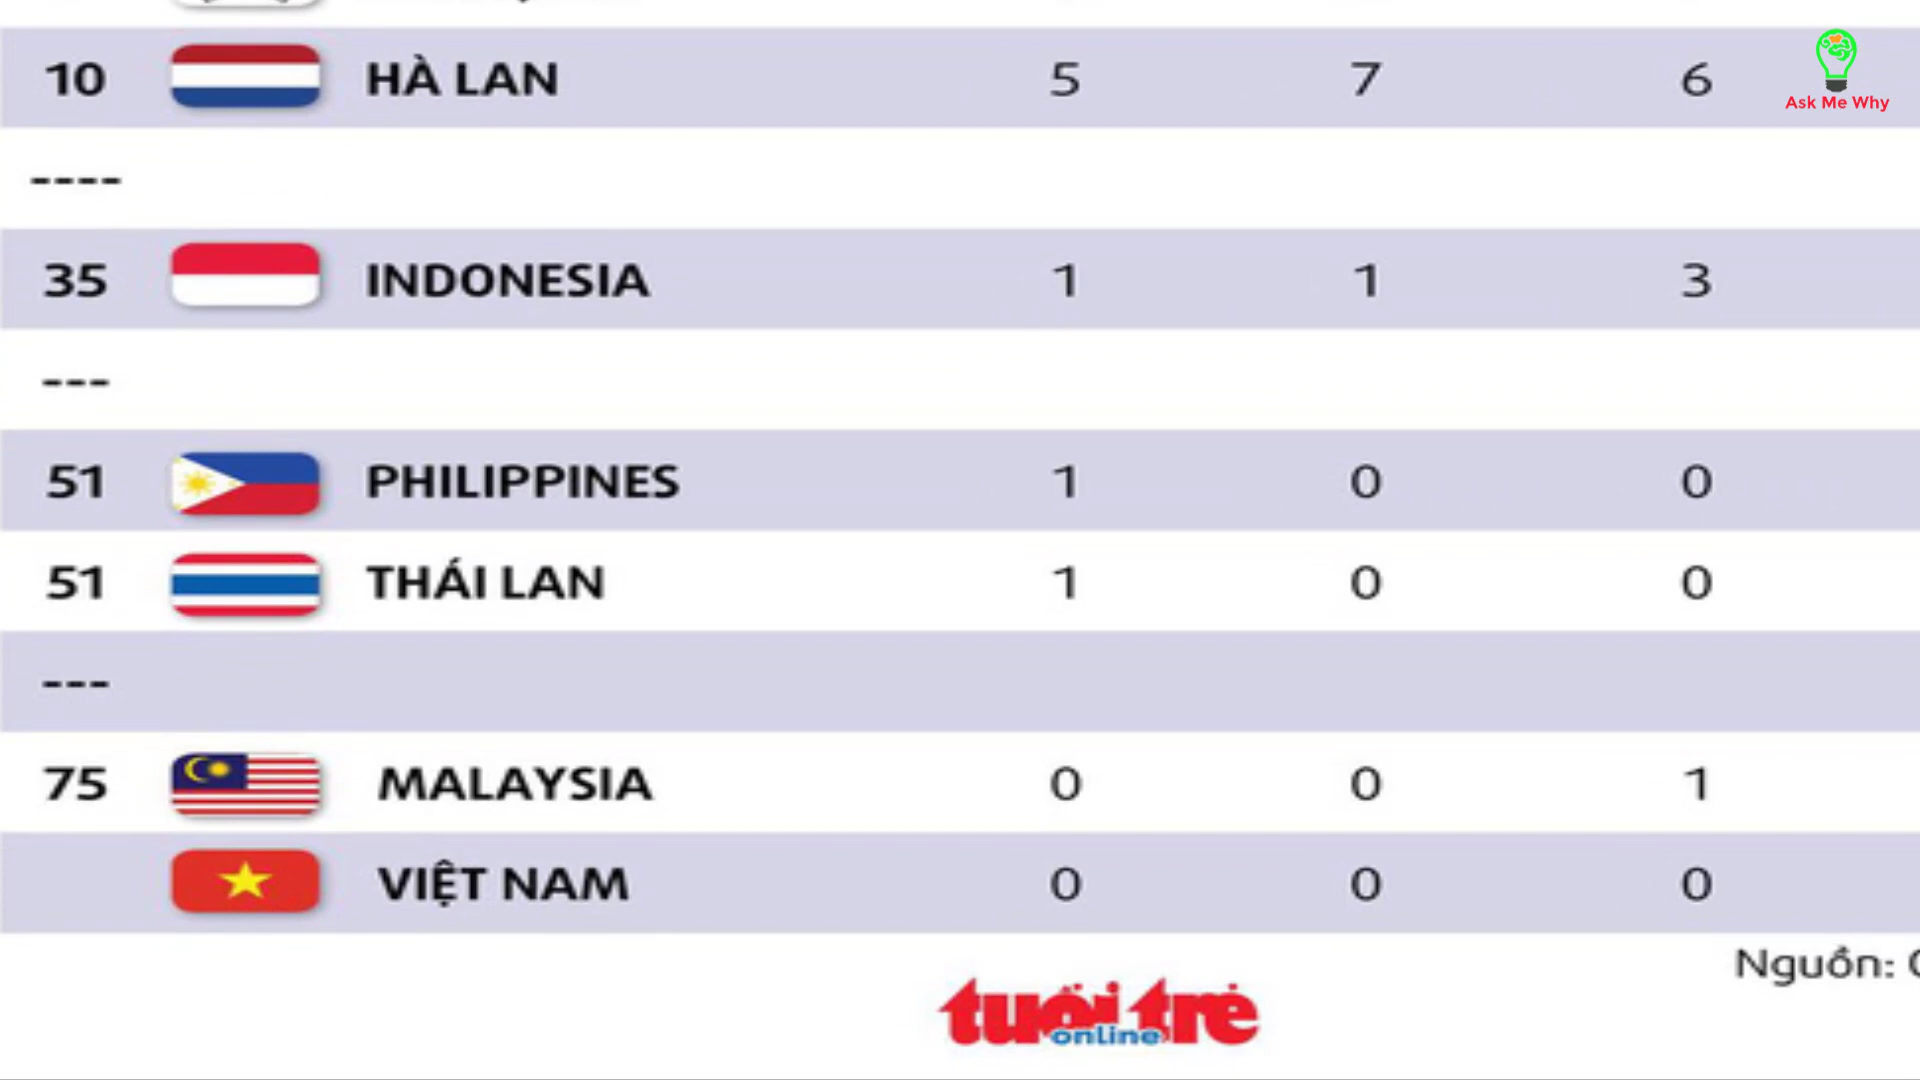 10 HÀ LAN 5 7 6
Ask Me Why
----
35 INDONESIA 1 1 3
---
51 PHILIPPINES 1 0 0
51 THÁI LAN 1 0 0
---
75 MALAYSIA 0 0 1
VIỆT NAM 0 0 0
Nguồn:
tuổi trẻ
online